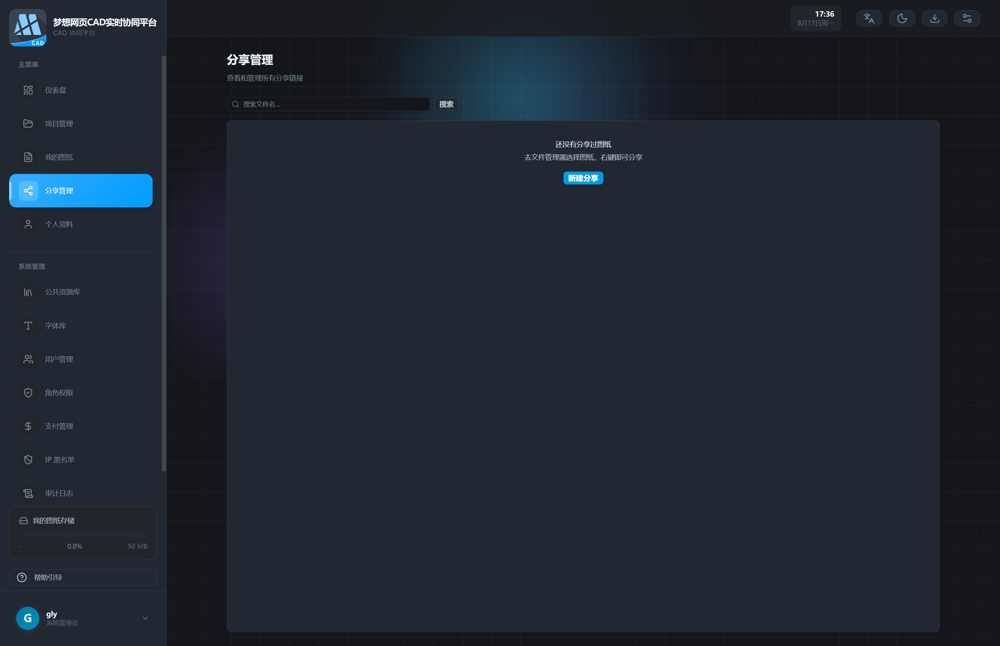 梦想网页CAD实时协同平台
CAD 协同平台
CAD
主菜单
仪表盘
项目管理
我的图纸
分享管理
个人资料
系统管理
公共资源库
字体库
用户管理
角色权限
支付管理
IP 黑名单
审计日志
我的图纸存储
- 0.0% 50 MB
帮助引导
G
gly
系统管理员
17:36
8月17日周一
分享管理
查看和管理所有分享链接
搜索文件名... 搜索
还没有分享过图纸
去文件管理器选择图纸，右键即可分享
新建分享